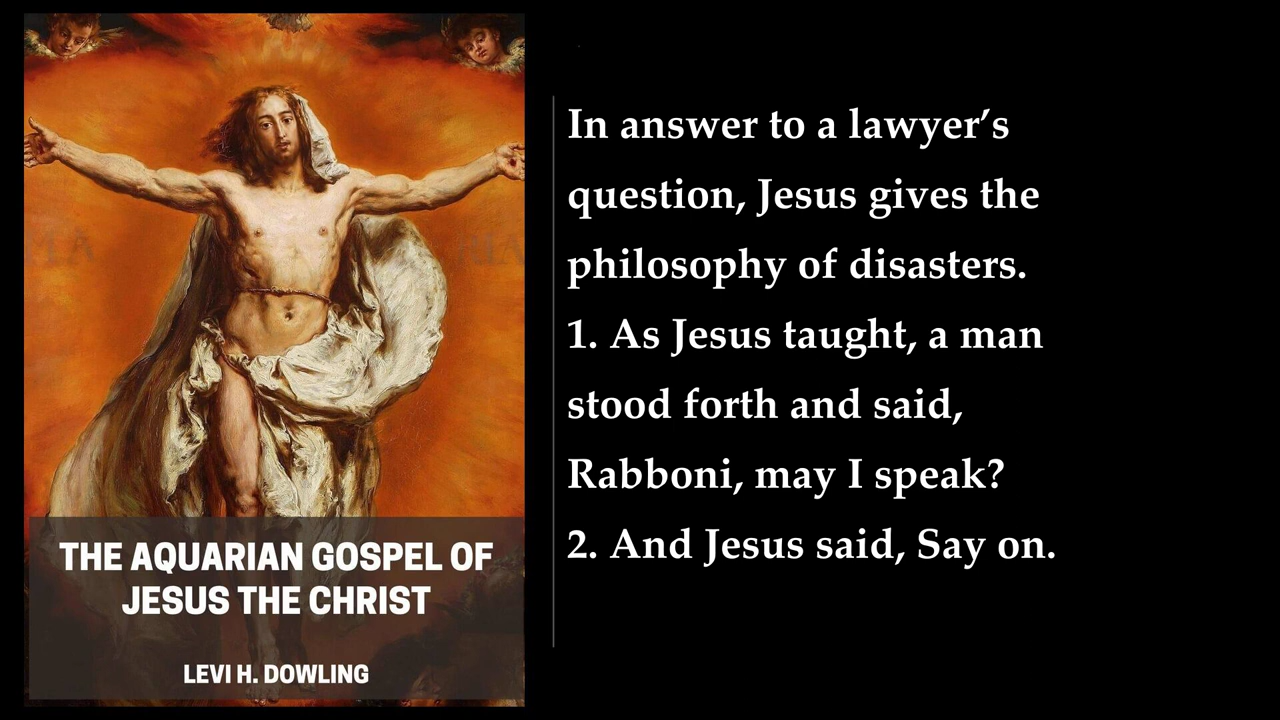 THE AQUARIAN GOSPEL OF
JESUS THE CHRIST
LEVI H. DOWLING
In answer to a lawyer’s
question, Jesus gives the
philosophy of disasters.
1. As Jesus taught, a man
stood forth and said,
Rabboni, may I speak?
2. And Jesus said, Say on.